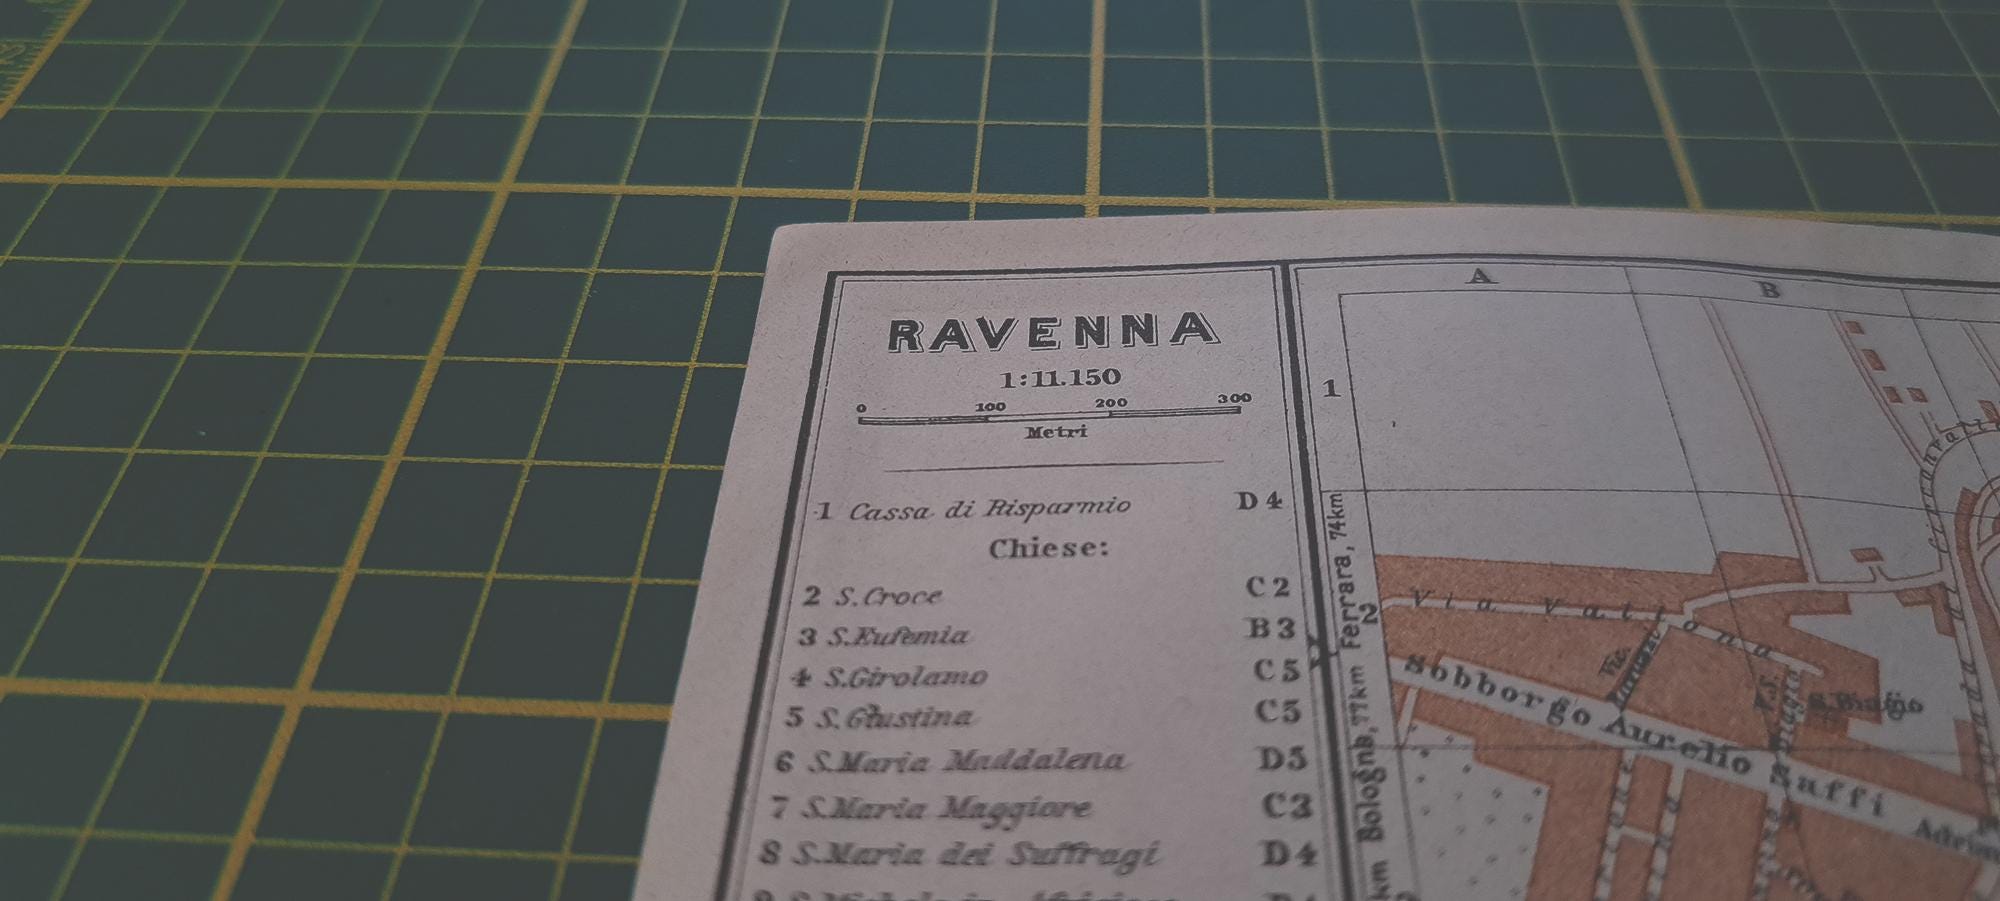 RAVENNA
1:11.150
0 100 200 300
Metri
1 Cassa di Risparmio D 4
Chiese:
2 S. Croce C 2
3 S. Eufemia B 3
4 S. Girolamo C 5
5 S. Giustina C 5
6 S. Maria Maddalena D 5
7 S. Maria Maggiore C 3
8 S. Maria dei Suffragi D 4
A B
1
2
Ferrara, 74km
Bologna, 77km
km
Via Vallona
Sobborgo Aurelio Saffi
S. Biagio